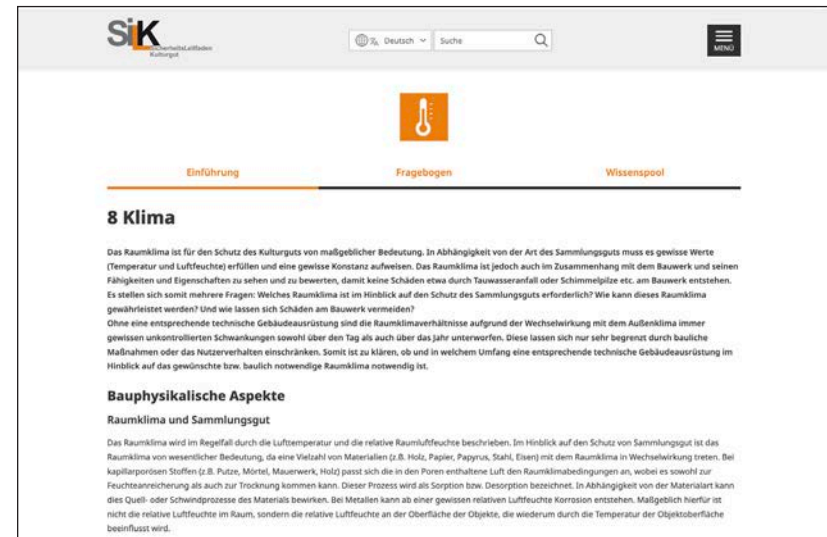 SiLK
SicherheitsLeitfaden
Kulturgut
Deutsch
Suche
MENÜ
Einführung
Fragebogen
Wissenspool
8 Klima
Das Raumklima ist für den Schutz des Kulturguts von maßgeblicher Bedeutung. In Abhängigkeit von der Art des Sammlungsguts muss es gewisse Werte
(Temperatur und Luftfeuchte) erfüllen und eine gewisse Konstanz aufweisen. Das Raumklima ist jedoch auch im Zusammenhang mit dem Bauwerk und seinen
Fähigkeiten und Eigenschaften zu sehen und zu bewerten, damit keine Schäden etwa durch Tauwasseranfall oder Schimmelpilze etc. am Bauwerk entstehen.
Es stellen sich somit mehrere Fragen: Welches Raumklima ist im Hinblick auf den Schutz des Sammlungsguts erforderlich? Wie kann dieses Raumklima
gewährleistet werden? Und wie lassen sich Schäden am Bauwerk vermeiden?
Ohne eine entsprechende technische Gebäudeausrüstung sind die Raumklimaverhältnisse aufgrund der Wechselwirkung mit dem Außenklima immer
gewissen unkontrollierten Schwankungen sowohl über den Tag als auch über das Jahr unterworfen. Diese lassen sich nur sehr begrenzt durch bauliche
Maßnahmen oder das Nutzerverhalten einschränken. Somit ist zu klären, ob und in welchem Umfang eine entsprechende technische Gebäudeausrüstung im
Hinblick auf das gewünschte bzw. baulich notwendige Raumklima notwendig ist.
Bauphysikalische Aspekte
Raumklima und Sammlungsgut
Das Raumklima wird im Regelfall durch die Lufttemperatur und die relative Raumluftfeuchte beschrieben. Im Hinblick auf den Schutz von Sammlungsgut ist das
Raumklima von wesentlicher Bedeutung, da eine Vielzahl von Materialien (z.B. Holz, Papier, Papyrus, Stahl, Eisen) mit dem Raumklima in Wechselwirkung treten. Bei
kapillarporösen Stoffen (z.B. Putze, Mörtel, Mauerwerk, Holz) passt sich die in den Poren enthaltene Luft den Raumklimabedingungen an, wobei es sowohl zur
Feuchteanreicherung als auch zur Trocknung kommen kann. Dieser Prozess wird als Sorption bzw. Desorption bezeichnet. In Abhängigkeit von der Materialart kann
dies Quell- oder Schwindprozesse des Materials bewirken. Bei Metallen kann ab einer gewissen relativen Luftfeuchte Korrosion entstehen. Maßgeblich hierfür ist
nicht die relative Luftfeuchte im Raum, sondern die relative Luftfeuchte an der Oberfläche der Objekte, die wiederum durch die Temperatur der Objektoberfläche
beeinflusst wird.